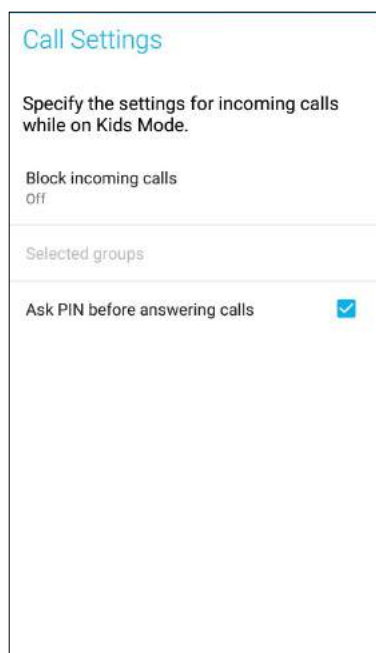 Call Settings
Specify the settings for incoming calls
while on Kids Mode.
Block incoming calls
Off
Selected groups
Ask PIN before answering calls